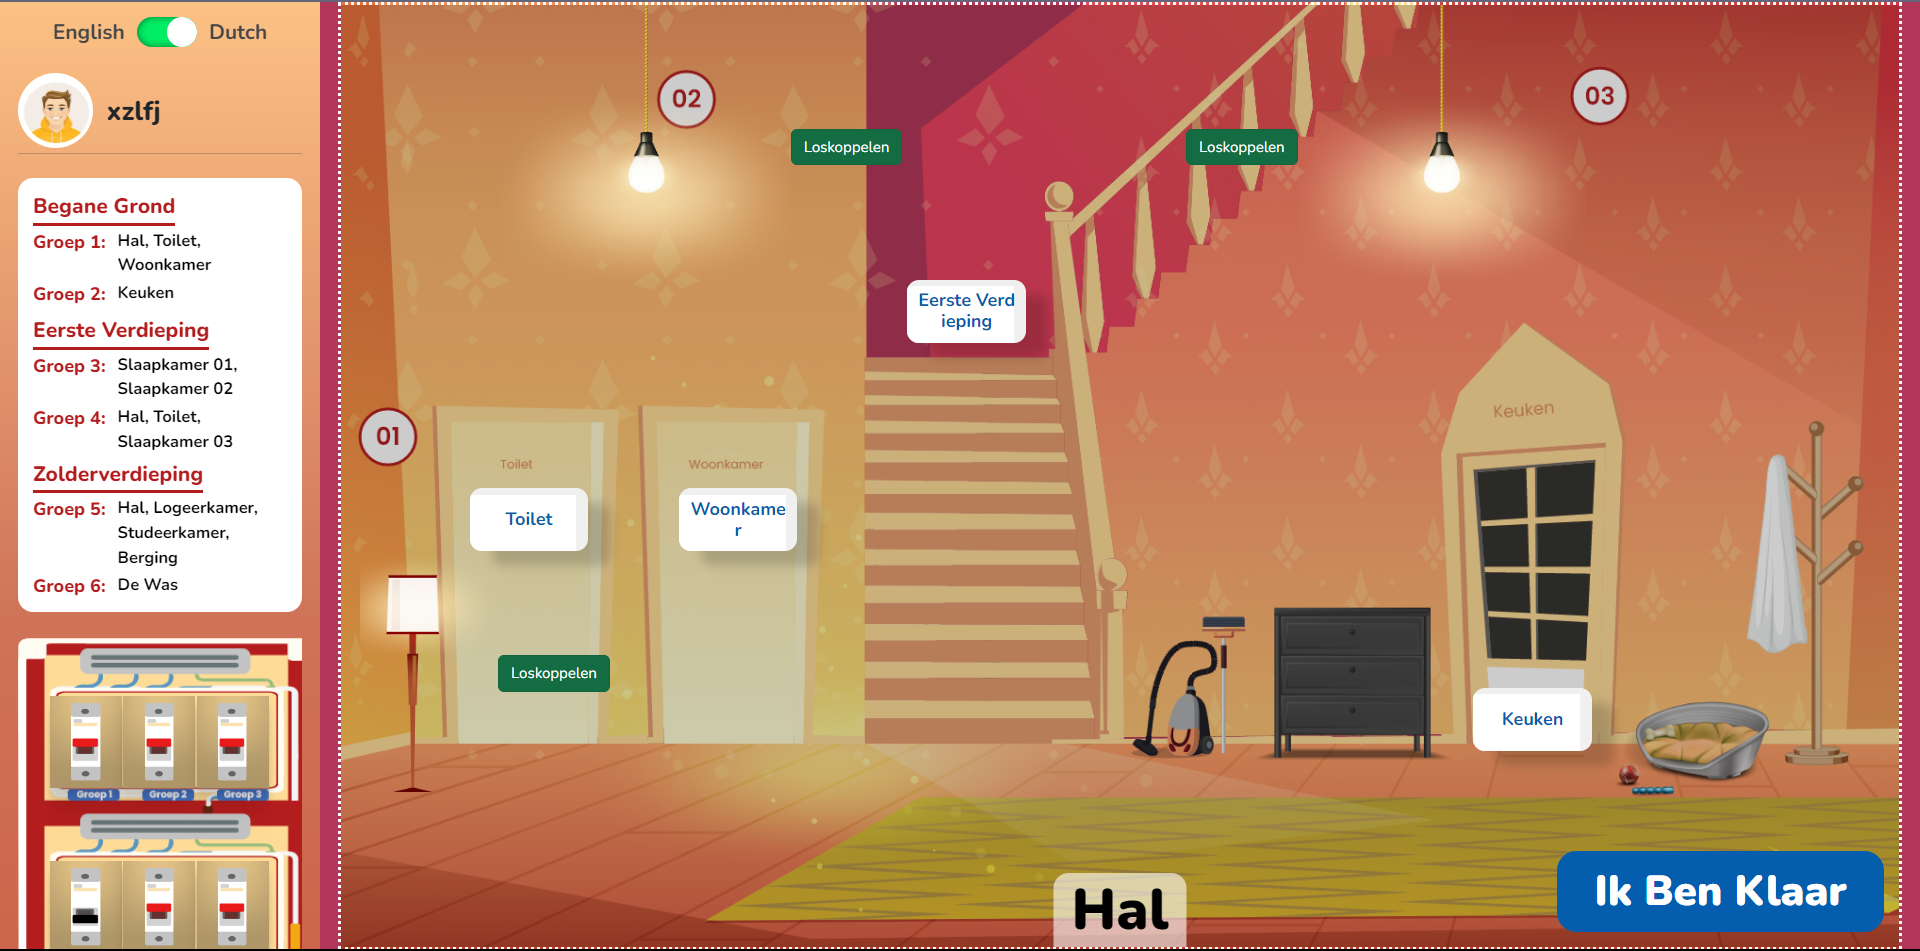 English Dutch
xzlfj
Begane Grond
Groep 1: Hal, Toilet,
Woonkamer
Groep 2: Keuken
Eerste Verdieping
Groep 3: Slaapkamer 01,
Slaapkamer 02
Groep 4: Hal, Toilet,
Slaapkamer 03
Zolderverdieping
Groep 5: Hal, Logeerkamer,
Studeerkamer,
Berging
Groep 6: De Was
Groep 1 Groep 2 Groep 3
02
03
Loskoppelen
Loskoppelen
Eerste Verd
ieping
Keuken
01
Toilet
Woonkamer
Toilet
Woonkame
r
Loskoppelen
Keuken
Hal
Ik Ben Klaar